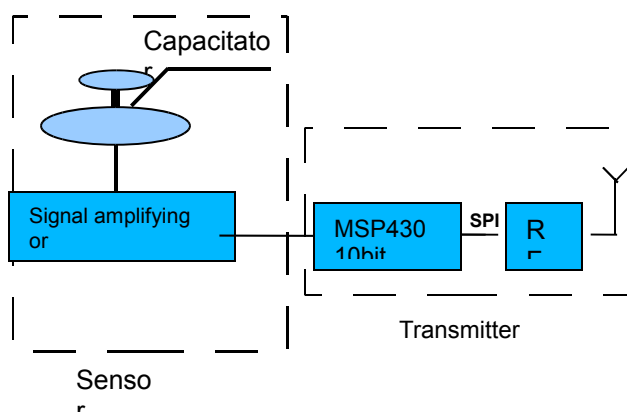 Capacitato
r
Signal amplifying
or
MSP430
10bit
SPI
R
F
Transmitter
Senso
r